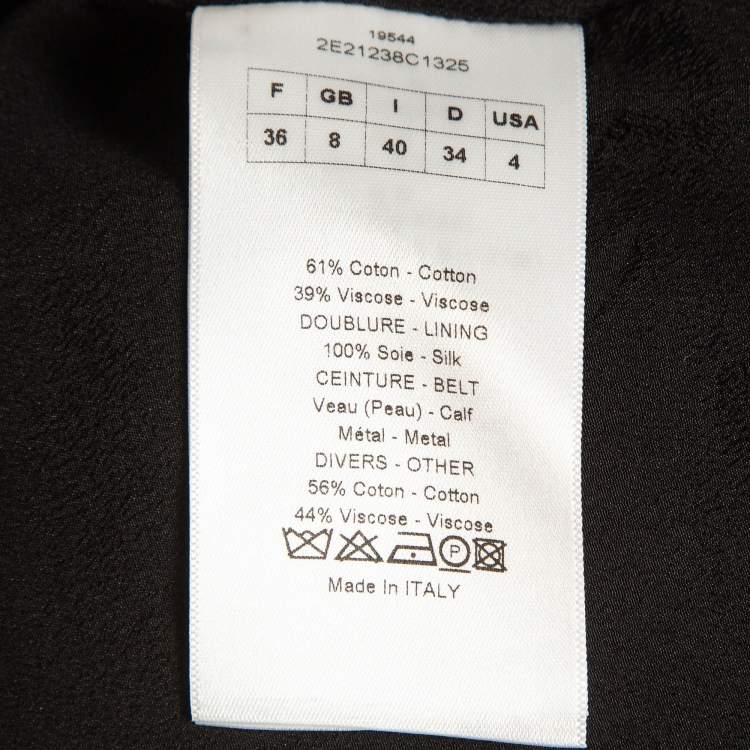 19544
2E21238C1325
F GB I D USA
36 8 40 34 4
61% Coton - Cotton
39% Viscose - Viscose
DOUBLURE - LINING
100% Soie - Silk
CEINTURE - BELT
Veau (Peau) - Calf
Métal - Metal
DIVERS - OTHER
56% Coton - Cotton
44% Viscose - Viscose
P
Made In ITALY